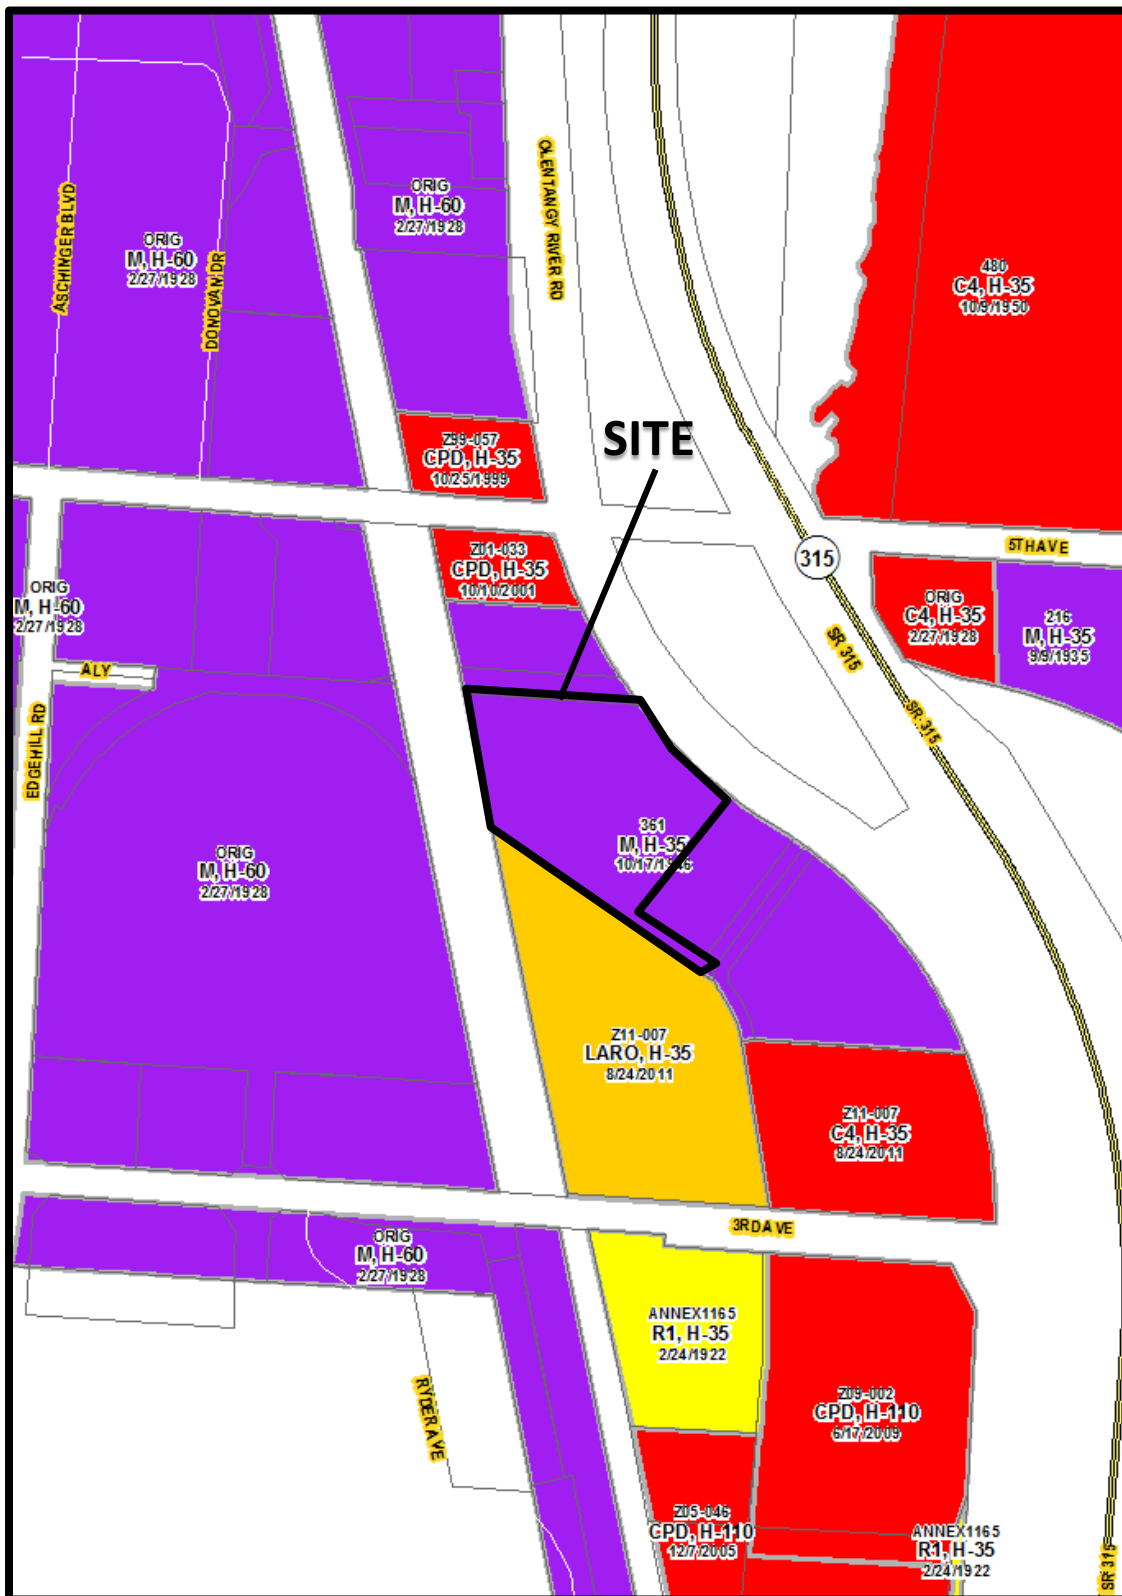 ORIG
M, H-60
2/27/1928
ASCHINGER BLVD
DONOVAN DR
ORIG
M, H-60
2/27/1928
OLENTANGY RIVER RD
480
C4, H-35
10/9/1950
Z99-057
CPD, H-35
10/25/1999
SITE
315
5TH AVE
Z01-033
CPD, H-35
10/10/2001
ORIG
M, H-60
2/27/1928
ORIG
C4, H-35
2/27/1928
216
M, H-35
9/9/1935
SR 315
SR 315
ALY
EDGEHILL RD
361
M, H-35
10/17/1946
ORIG
M, H-60
2/27/1928
Z11-007
LARO, H-35
8/24/2011
Z11-007
C4, H-35
8/24/2011
3RD AVE
ORIG
M, H-60
2/27/1928
ANNEX1165
R1, H-35
2/24/1922
RYDER AVE
Z09-002
CPD, H-110
6/17/2009
Z05-046
CPD, H-110
12/7/2005
ANNEX1165
R1, H-35
2/24/1922
SR 315